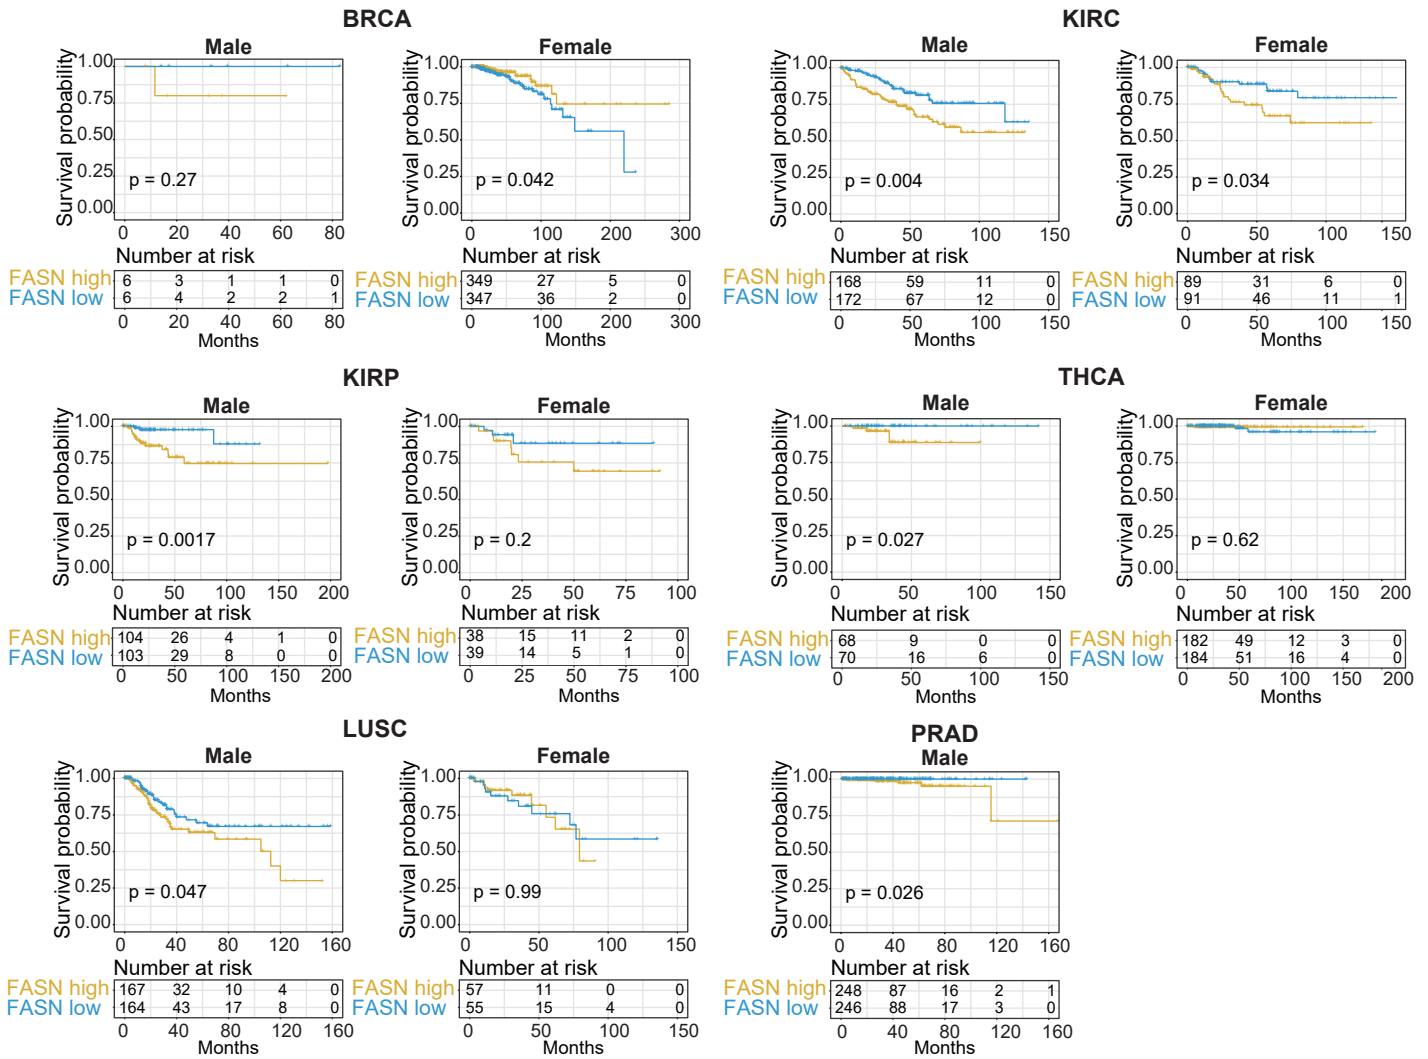 BRCA
Male
Survival probability
1.00
0.75
0.50
0.25
0.00
p = 0.27
0 20 40 60 80
Number at risk
FASN high 6 3 1 1 0
FASN low 6 4 2 2 1
0 20 40 60 80
Months
Female
Survival probability
1.00
0.75
0.50
0.25
0.00
p = 0.042
0 100 200 300
Number at risk
FASN high 349 27 5 0
FASN low 347 36 2 0
0 100 200 300
Months
KIRC
Male
Survival probability
1.00
0.75
0.50
0.25
0.00
p = 0.004
0 50 100 150
Number at risk
FASN high 168 59 11 0
FASN low 172 67 12 0
0 50 100 150
Months
Female
Survival probability
1.00
0.75
0.50
0.25
0.00
p = 0.034
0 50 100 150
Number at risk
FASN high 89 31 6 0
FASN low 91 46 11 1
0 50 100 150
Months
KIRP
Male
Survival probability
1.00
0.75
0.50
0.25
0.00
p = 0.0017
0 50 100 150 200
Number at risk
FASN high 104 26 4 1 0
FASN low 103 29 8 0 0
0 50 100 150 200
Months
Female
Survival probability
1.00
0.75
0.50
0.25
0.00
p = 0.2
0 25 50 75 100
Number at risk
FASN high 38 15 11 2 0
FASN low 39 14 5 1 0
0 25 50 75 100
Months
THCA
Male
Survival probability
1.00
0.75
0.50
0.25
0.00
p = 0.027
0 50 100 150
Number at risk
FASN high 68 9 0 0
FASN low 70 16 6 0
0 50 100 150
Months
Female
Survival probability
1.00
0.75
0.50
0.25
0.00
p = 0.62
0 50 100 150 200
Number at risk
FASN high 182 49 12 3 0
FASN low 184 51 16 4 0
0 50 100 150 200
Months
LUSC
Male
Survival probability
1.00
0.75
0.50
0.25
0.00
p = 0.047
0 40 80 120 160
Number at risk
FASN high 167 32 10 4 0
FASN low 164 43 17 8 0
0 40 80 120 160
Months
Female
Survival probability
1.00
0.75
0.50
0.25
0.00
p = 0.99
0 50 100 150
Number at risk
FASN high 57 11 0 0
FASN low 55 15 4 0
0 50 100 150
Months
PRAD
Male
Survival probability
1.00
0.75
0.50
0.25
0.00
p = 0.026
0 40 80 120 160
Number at risk
FASN high 248 87 16 2 1
FASN low 246 88 17 3 0
0 40 80 120 160
Months